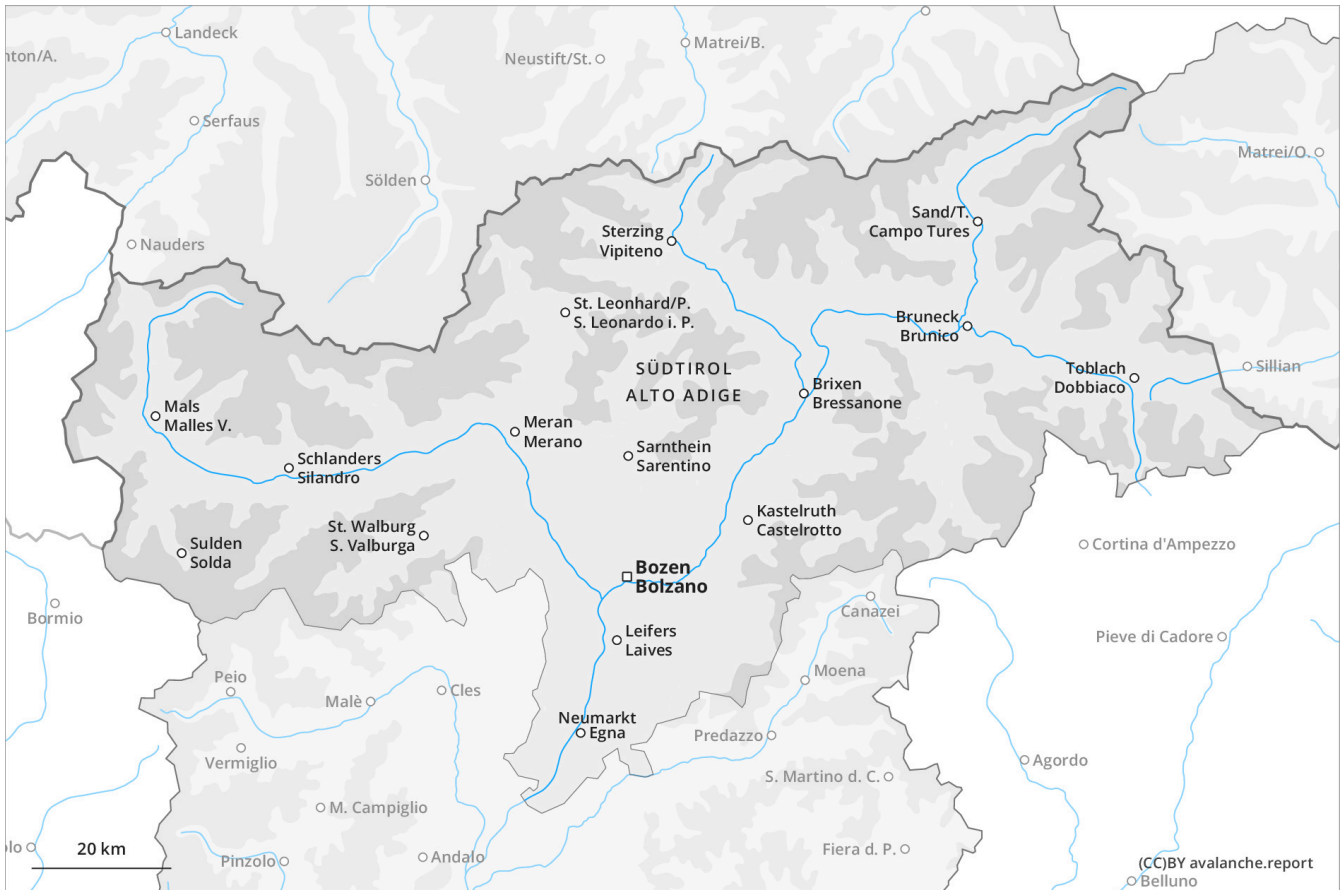 Landeck
Matrei/B.
nton/A.
Neustift/St.
Serfaus
Matrei/O.
Sölden
Sand/T.
Campo Tures
Sterzing
Vipiteno
Nauders
St. Leonhard/P.
S. Leonardo i. P.
Bruneck
Brunico
SÜDTIROL
ALTO ADIGE
Toblach
Dobbiaco
Sillian
Brixen
Bressanone
Mals
Malles V.
Meran
Merano
Schlanders
Silandro
Sarnthein
Sarentino
Kastelruth
Castelrotto
St. Walburg
S. Valburga
Sulden
Solda
Cortina d'Ampezzo
Bozen
Bolzano
Bormio
Canazei
Leifers
Laives
Pieve di Cadore
Peio
Moena
Malè
Cles
Neumarkt
Egna
Predazzo
Vermiglio
Agordo
S. Martino d. C.
M. Campiglio
20 km
olo
Pinzolo
Andalo
Fiera d. P.
(CC)BY avalanche.report
Belluno